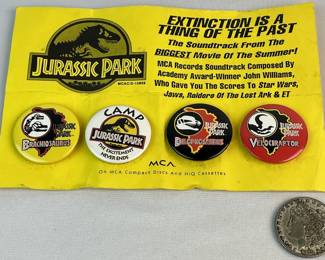 JURASSIC PARK
EXTINCTION IS A
THING OF THE PAST
The Soundtrack From The
BIGGEST Movie Of The Summer!
MCA Records Soundtrack Composed By
Academy Award-Winner John Williams,
Who Gave You The Scores To Star Wars,
Jaws, Raiders Of The Lost Ark & ET
JURASSIC
PARK
BRACHIOSAURUS
CAMP
JURASSIC PARK
THE EXCITEMENT
NEVER ENDS
JURASSIC
PARK
JURASSIC
PARK
VELOCIRAPTOR
MCA
On MCA Compact Discs And HiQ Cassettes